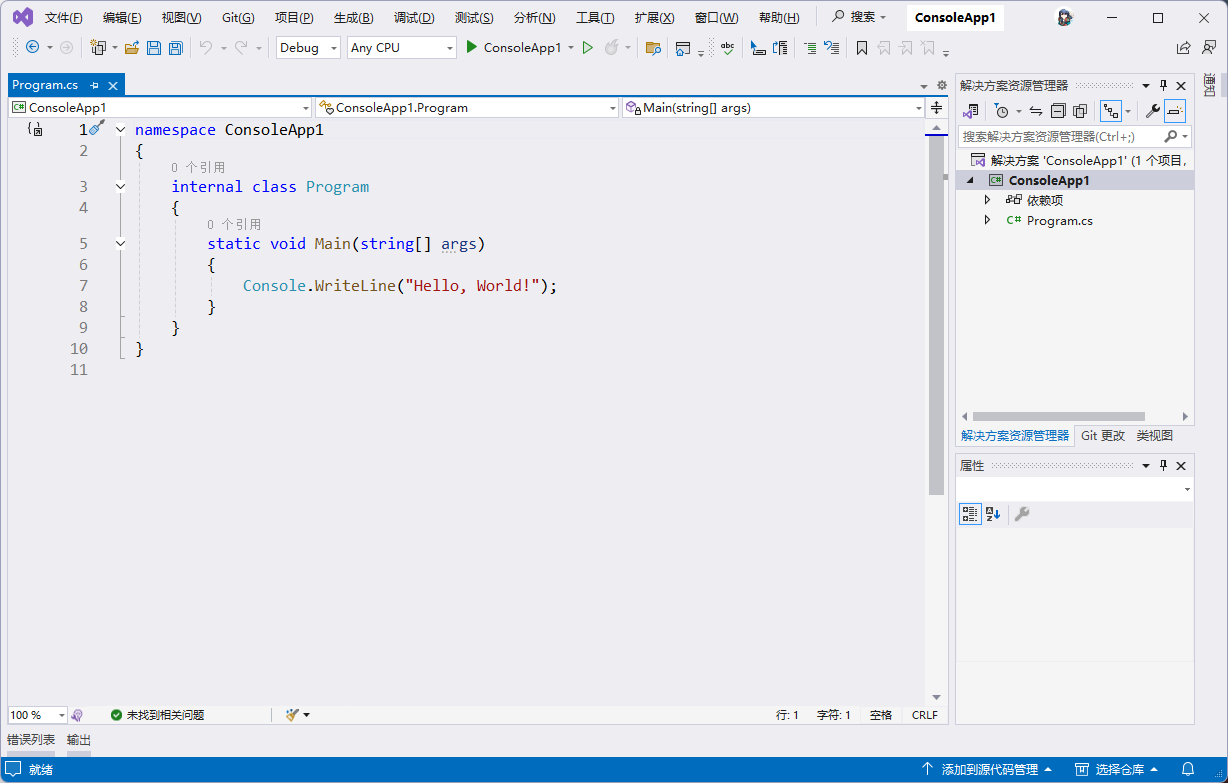 文件(F) 编辑(E) 视图(V) Git(G) 项目(P) 生成(B) 调试(D) 测试(S) 分析(N) 工具(T) 扩展(X) 窗口(W) 帮助(H) 搜索 ConsoleApp1
Debug Any CPU ConsoleApp1
Program.cs
ConsoleApp1 ConsoleApp1.Program Main(string[] args)
1 namespace ConsoleApp1
2 {
0 个引用
3 internal class Program
4 {
0 个引用
5 static void Main(string[] args)
6 {
7 Console.WriteLine("Hello, World!");
8 }
9 }
10 }
11
100 % 未找到相关问题 行: 1 字符: 1 空格 CRLF
解决方案资源管理器
搜索解决方案资源管理器(Ctrl+;)
解决方案 'ConsoleApp1' (1 个项目,
ConsoleApp1
依赖项
C# Program.cs
解决方案资源管理器 Git 更改 类视图
属性
通知
错误列表 输出
就绪 添加到源代码管理 选择仓库